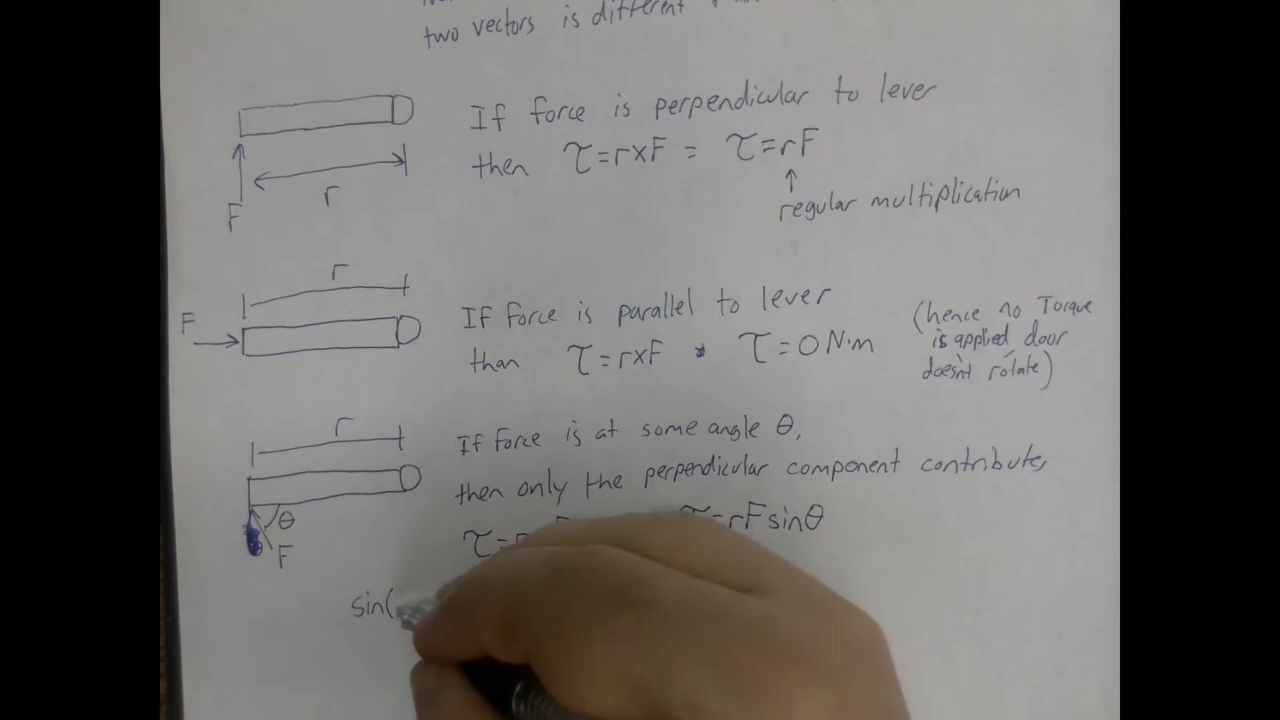 two vectors is different
If force is perpendicular to lever
then τ=r×F = τ=rF
regular multiplication
r
F
r
F
If force is parallel to lever
than τ=r×F τ=0 N·m
(hence no Torque
is applied, door
doesn't rotate)
r
If force is at some angle θ,
then only the perpendicular component contributes
τ=rFsinθ
θ
F
sin(